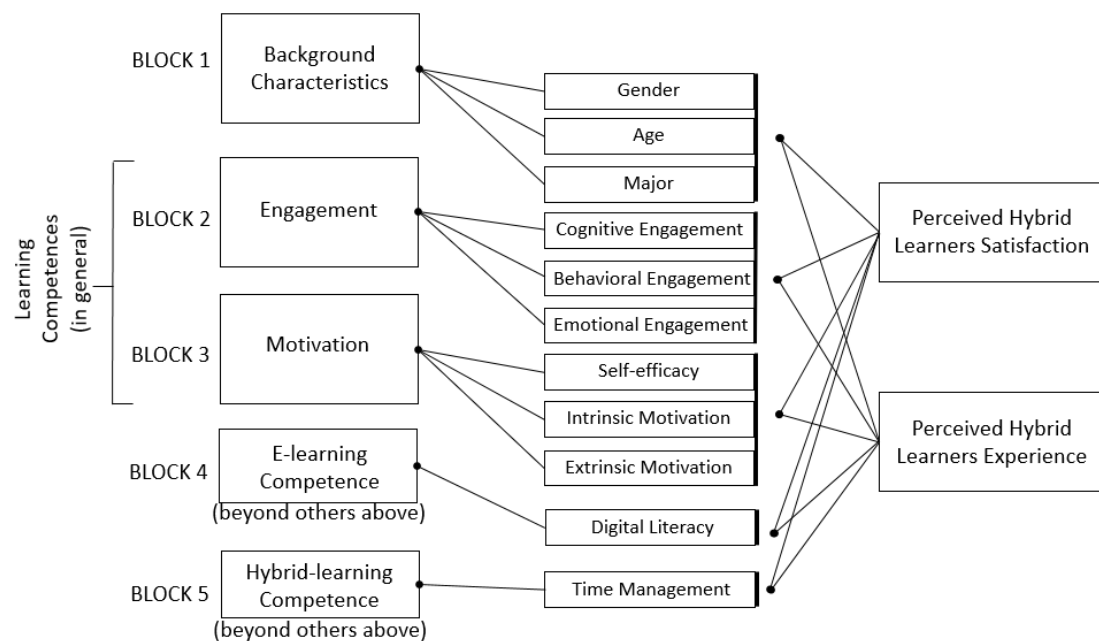 BLOCK 1
Background
Characteristics
Gender
Age
Major
Learning
Competences
(in general)
BLOCK 2
Engagement
Cognitive Engagement
Behavioral Engagement
Emotional Engagement
BLOCK 3
Motivation
Self-efficacy
Intrinsic Motivation
Extrinsic Motivation
BLOCK 4
E-learning
Competence
(beyond others above)
Digital Literacy
BLOCK 5
Hybrid-learning
Competence
(beyond others above)
Time Management
Perceived Hybrid
Learners Satisfaction
Perceived Hybrid
Learners Experience